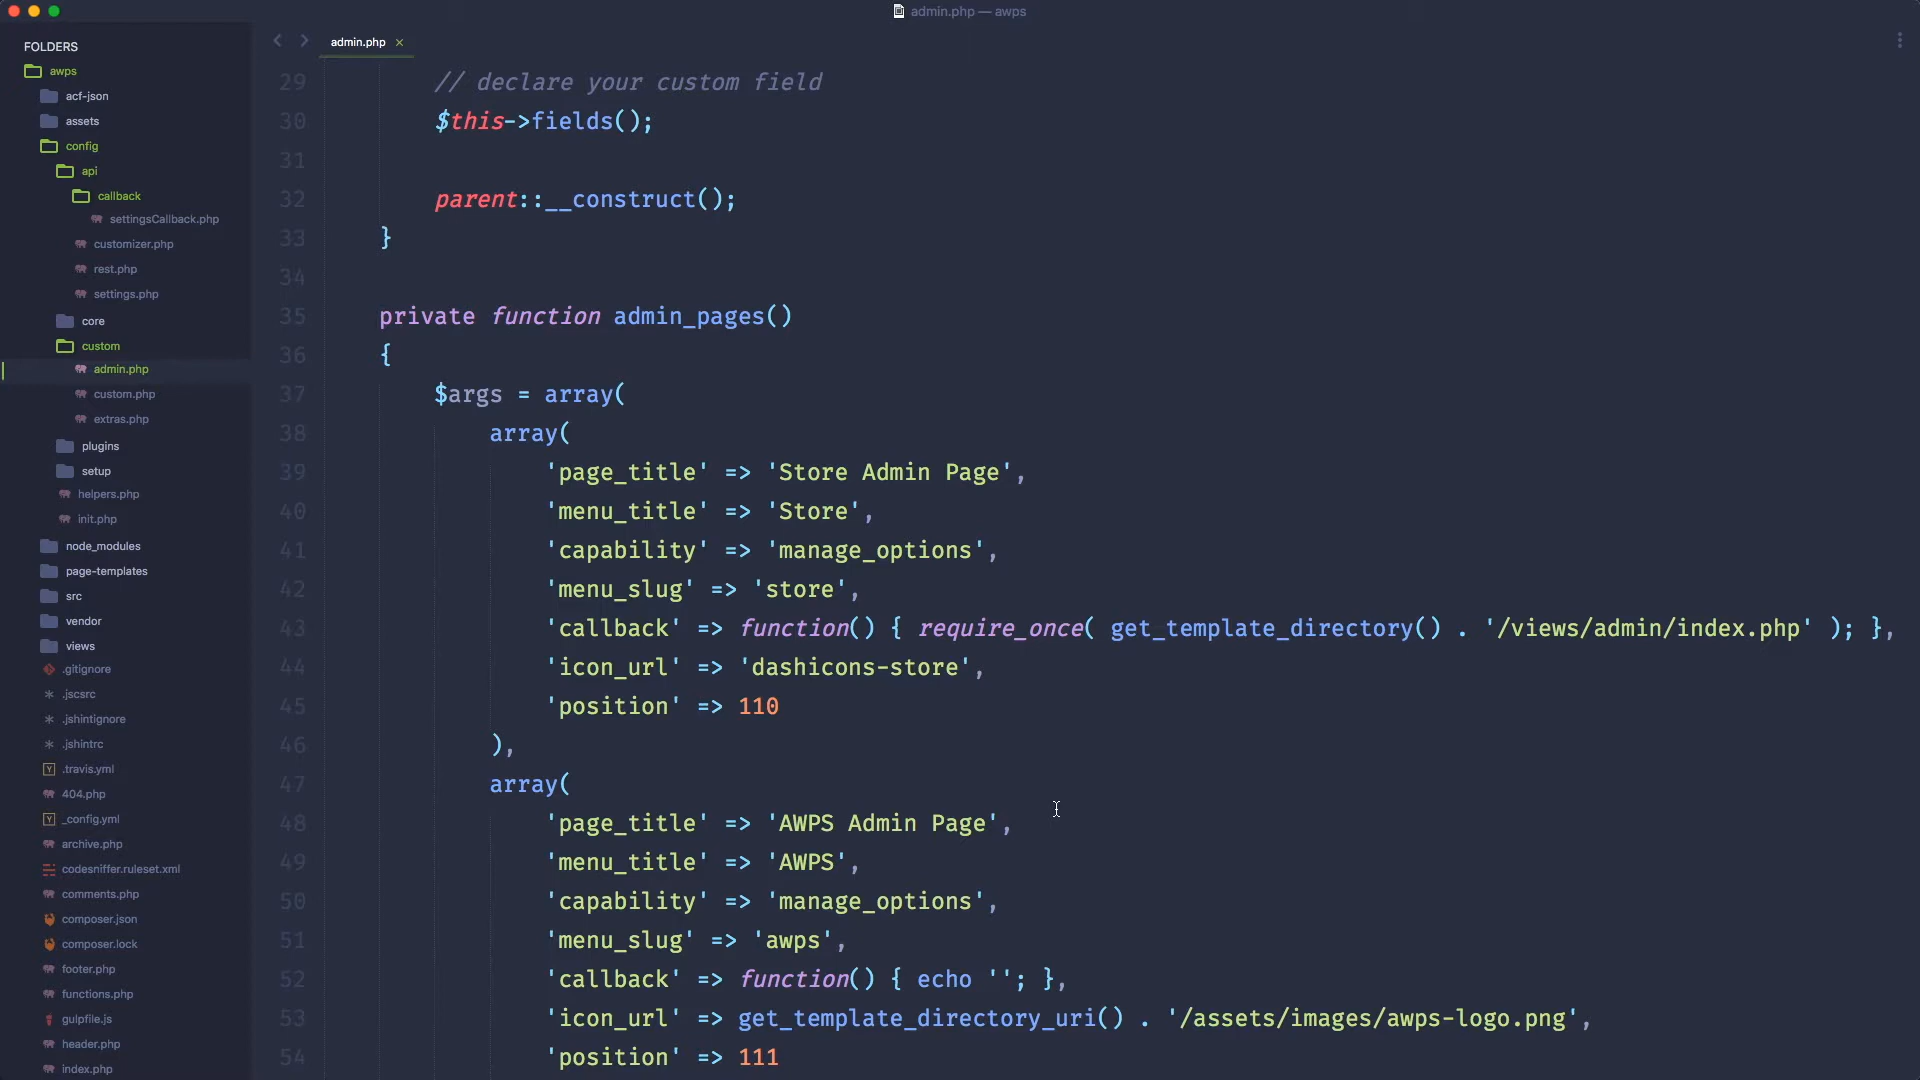 admin.php — awps
FOLDERS
awps
acf-json
assets
config
api
callback
settingsCallback.php
customizer.php
rest.php
settings.php
core
custom
admin.php
custom.php
extras.php
plugins
setup
helpers.php
init.php
node_modules
page-templates
src
vendor
views
.gitignore
.jscsrc
.jshintignore
.jshintrc
.travis.yml
404.php
_config.yml
archive.php
codesniffer.ruleset.xml
comments.php
composer.json
composer.lock
footer.php
functions.php
gulpfile.js
header.php
index.php
admin.php ×
29 // declare your custom field
30 $this->fields();
31
32 parent::__construct();
33 }
34
35 private function admin_pages()
36 {
37 $args = array(
38 array(
39 'page_title' => 'Store Admin Page',
40 'menu_title' => 'Store',
41 'capability' => 'manage_options',
42 'menu_slug' => 'store',
43 'callback' => function() { require_once( get_template_directory() . '/views/admin/index.php' ); },
44 'icon_url' => 'dashicons-store',
45 'position' => 110
46 ),
47 array(
48 'page_title' => 'AWPS Admin Page',
49 'menu_title' => 'AWPS',
50 'capability' => 'manage_options',
51 'menu_slug' => 'awps',
52 'callback' => function() { echo ''; },
53 'icon_url' => get_template_directory_uri() . '/assets/images/awps-logo.png',
54 'position' => 111